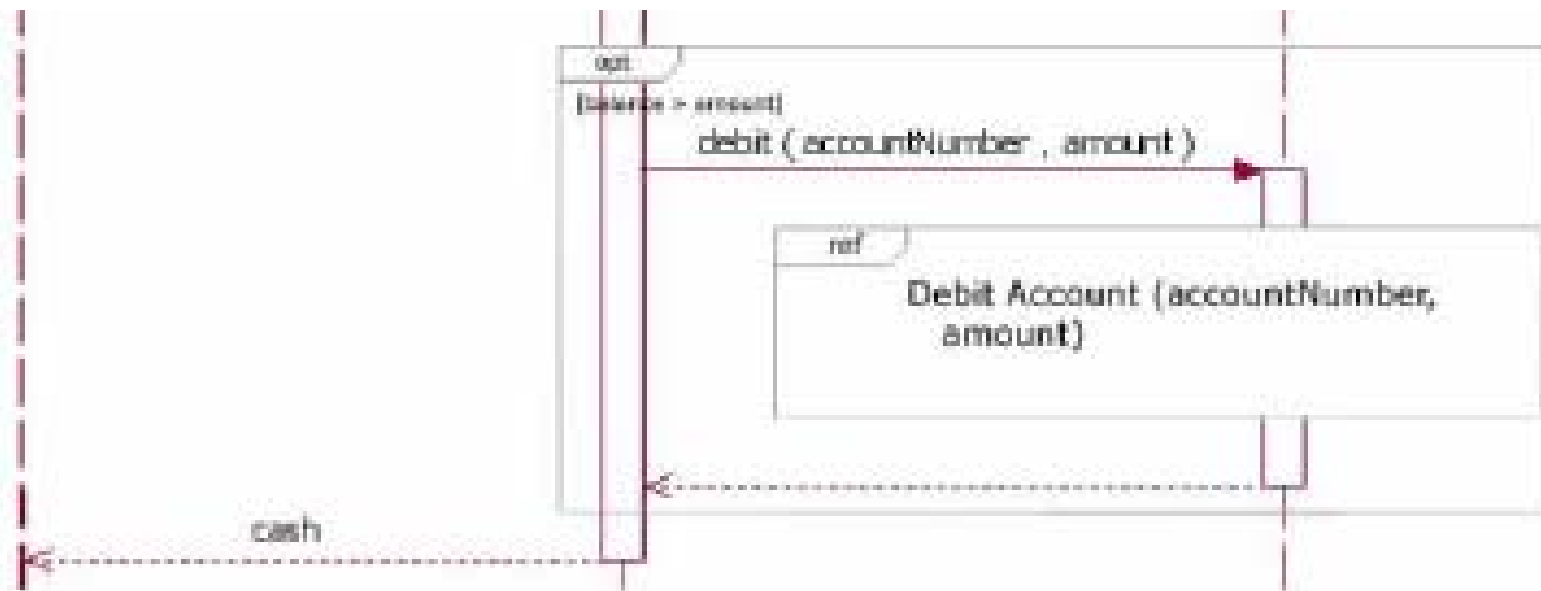 opt
[balance > amount]
debit ( accountNumber , amount )
ref
Debit Account (accountNumber,
amount)
cash